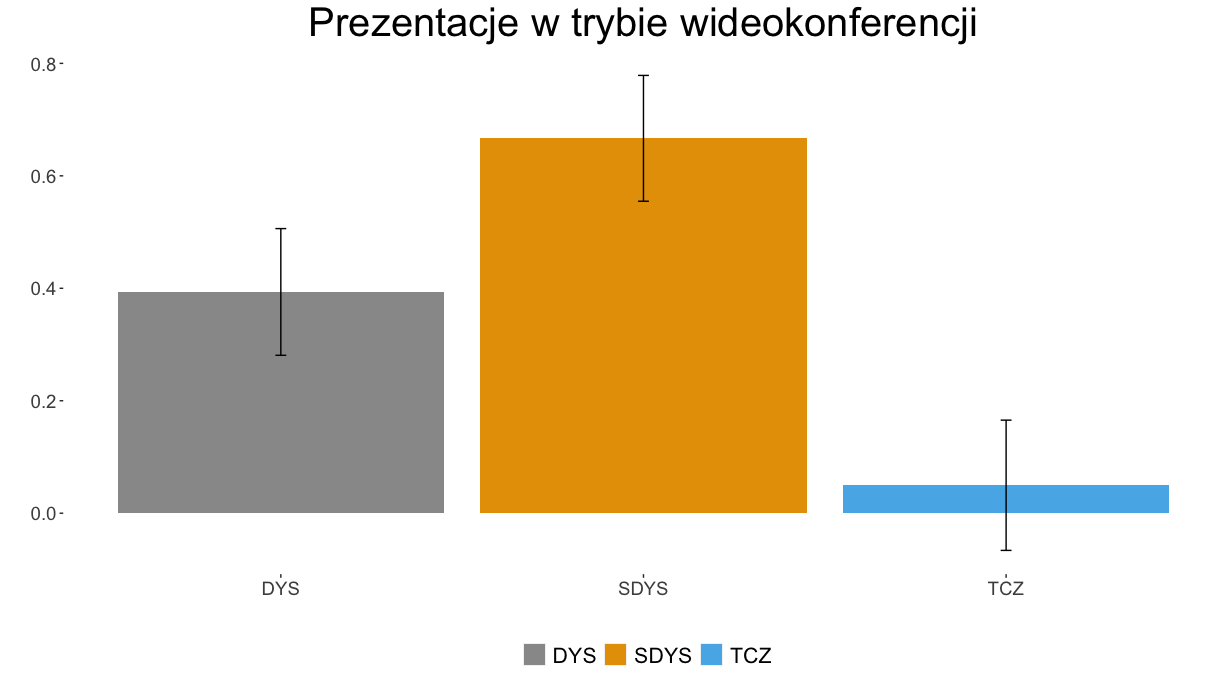 Prezentacje w trybie wideokonferencji
0.8
0.6
0.4
0.2
0.0
DYS SDYS TCZ
DYS SDYS TCZ